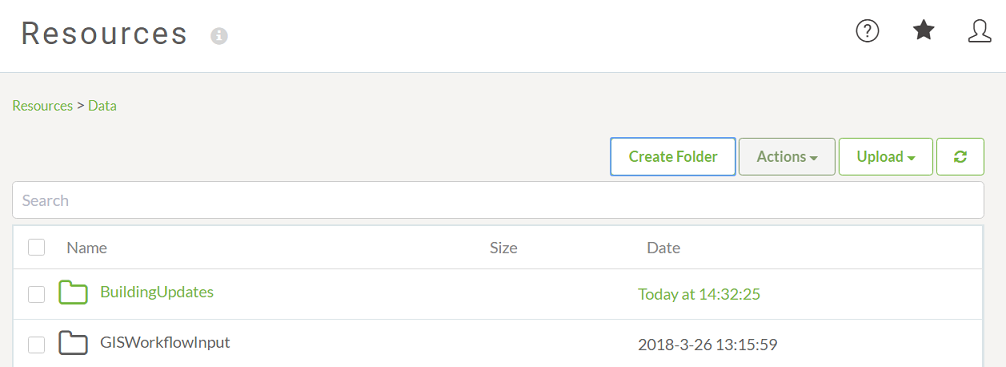 Resources
Resources > Data
Create Folder Actions Upload
Search
Name Size Date
BuildingUpdates Today at 14:32:25
GISWorkflowInput 2018-3-26 13:15:59